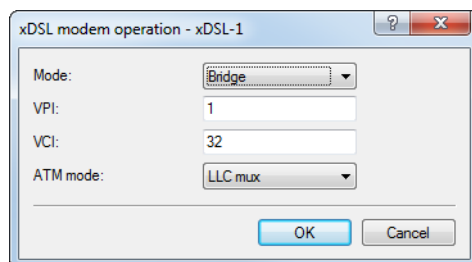 xDSL modem operation - xDSL-1
Mode: Bridge
VPI: 1
VCI: 32
ATM mode: LLC mux
OK Cancel